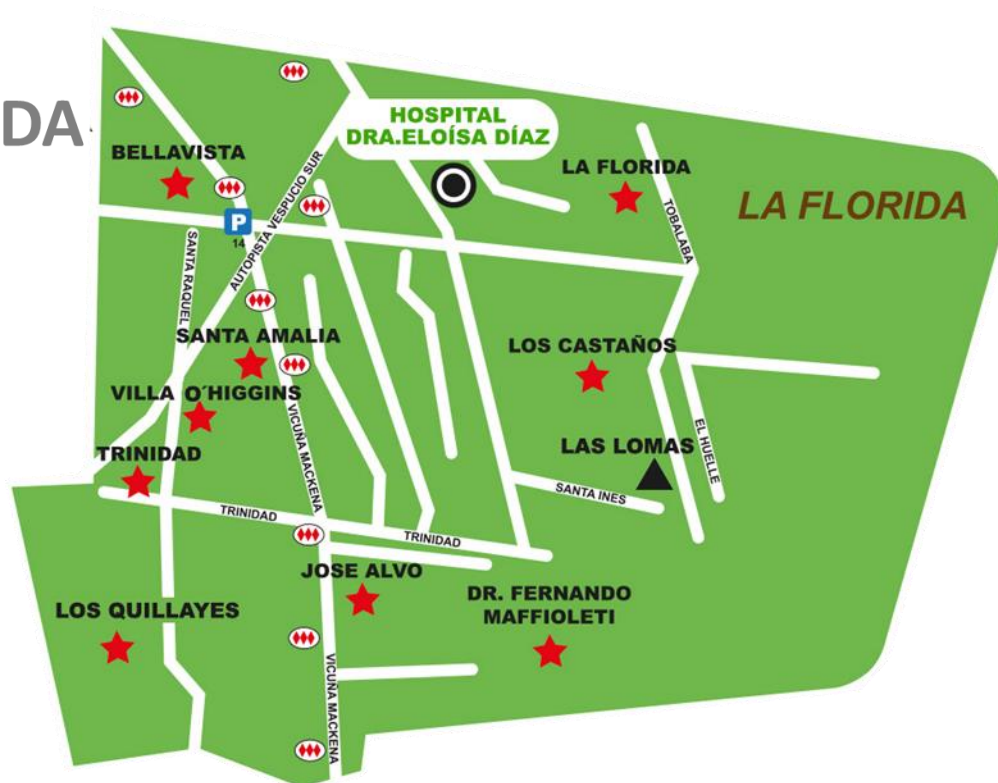 DA
HOSPITAL
DRA.ELOÍSA DÍAZ
BELLAVISTA
LA FLORIDA
LA FLORIDA
TOBALABA
P
14
AUTOPISTA VESPUCIO SUR
SANTA RAQUEL
SANTA AMALIA
LOS CASTAÑOS
VILLA O´HIGGINS
VICUÑA MACKENA
EL HUELLE
TRINIDAD
LAS LOMAS
SANTA INES
TRINIDAD
TRINIDAD
JOSE ALVO
DR. FERNANDO
MAFFIOLETI
LOS QUILLAYES
VICUÑA MACKENA